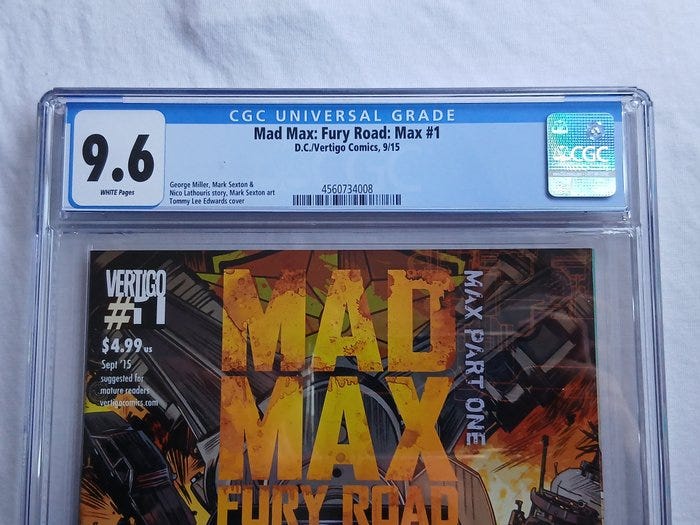 CGC UNIVERSAL GRADE
9.6
WHITE Pages
Mad Max: Fury Road: Max #1
D.C./Vertigo Comics, 9/15
George Miller, Mark Sexton &
Nico Lathouris story, Mark Sexton art
Tommy Lee Edwards cover
4560734008
CGC
VERTIGO
#1
$4.99 US
Sept '15
suggested for
mature readers
vertigocomics.com
MAD
MAX
FURY ROAD
MAX PART ONE